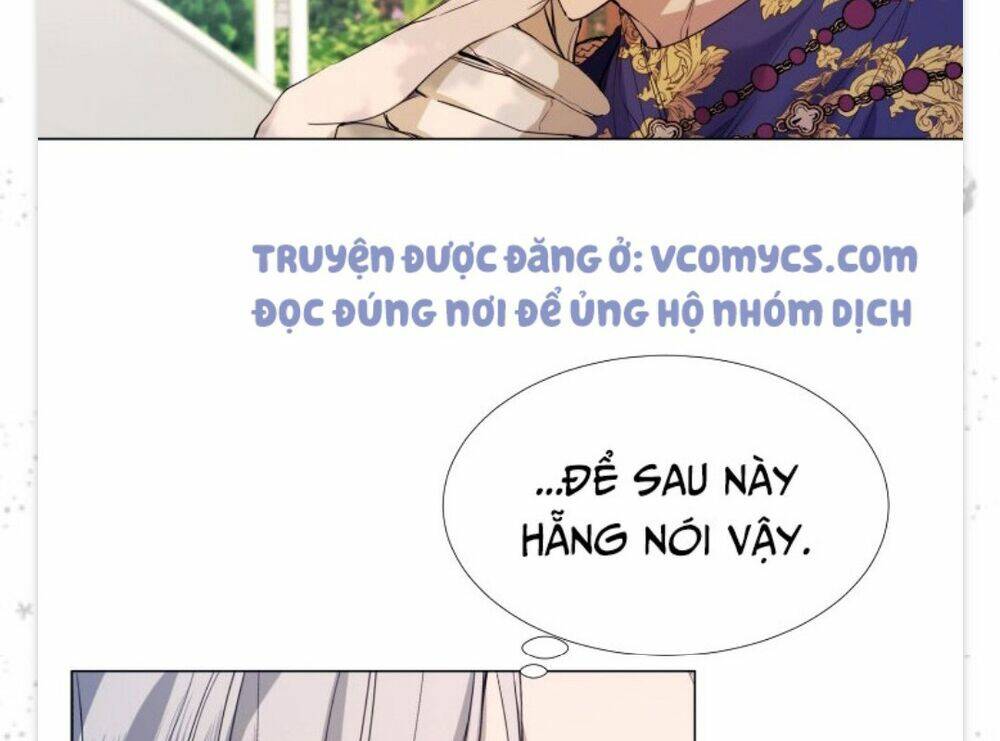 Truyện được đăng ở: vcomycs.com
Đọc đúng nơi để ủng hộ nhóm dịch
...ĐỂ SAU NÀY
HẴNG NÓI VẬY.